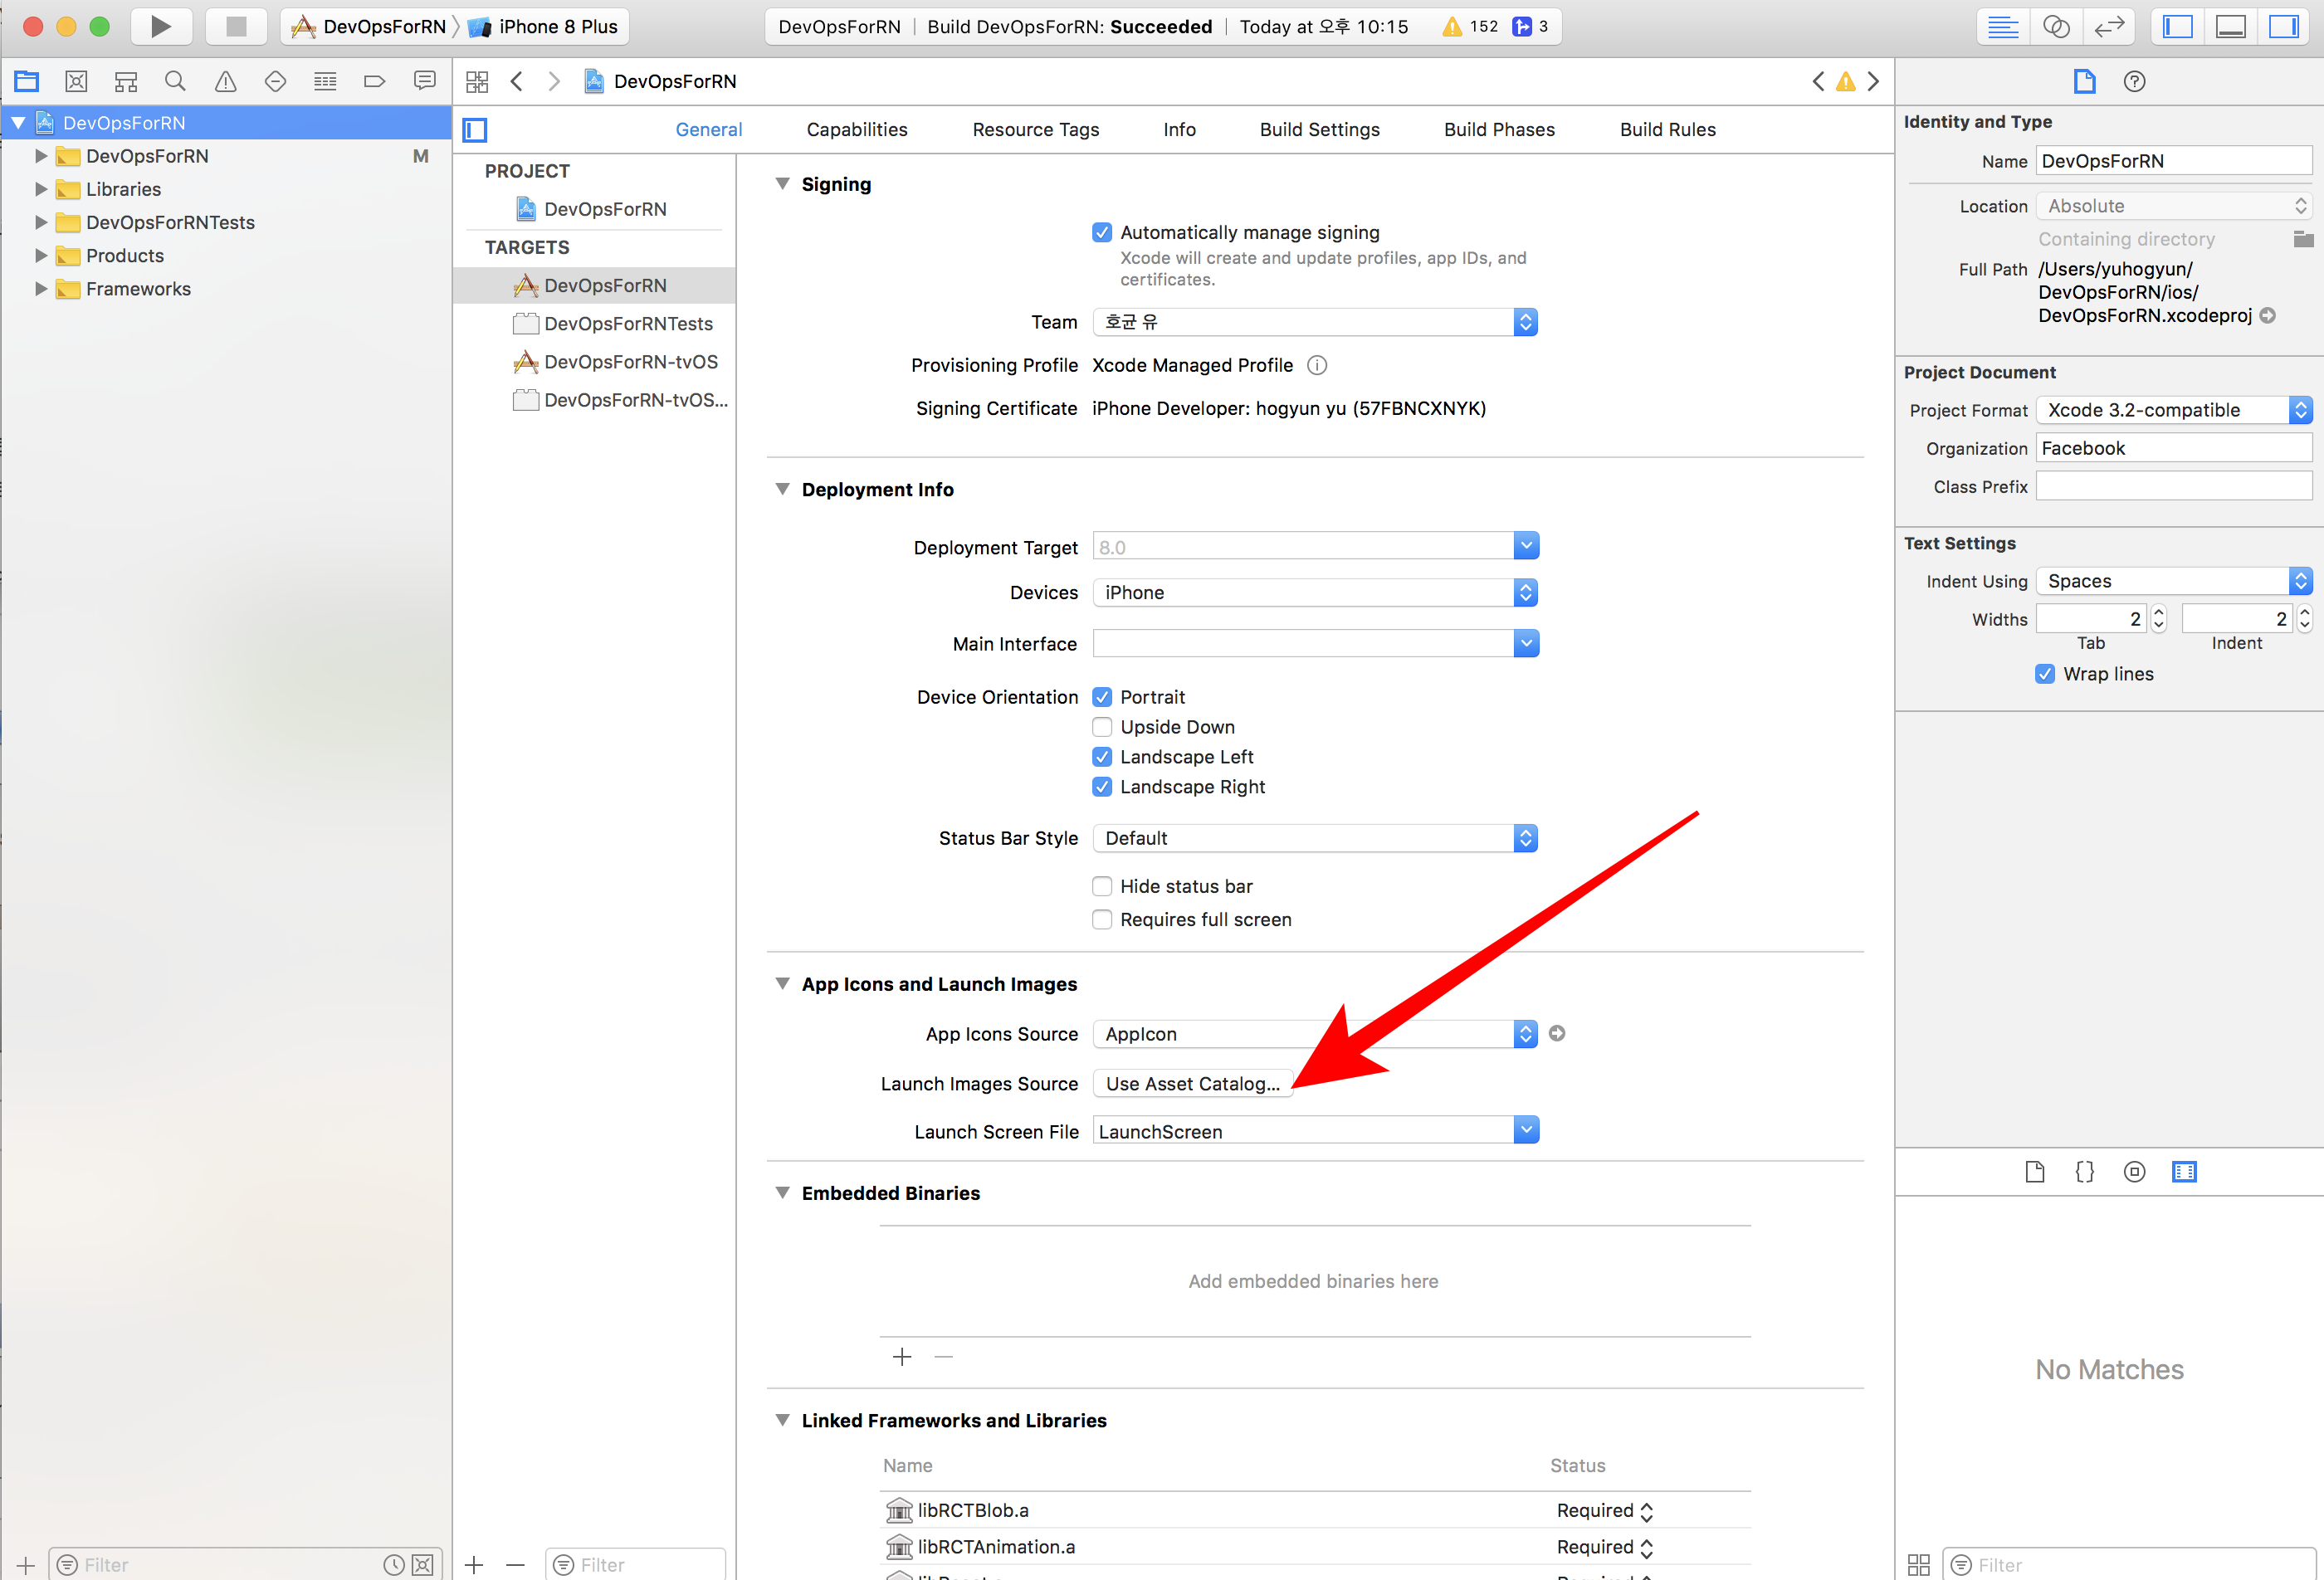 DevOpsForRN iPhone 8 Plus
DevOpsForRN Build DevOpsForRN: Succeeded Today at 오후 10:15 152 3
DevOpsForRN
DevOpsForRN
DevOpsForRN M
Libraries
DevOpsForRNTests
Products
Frameworks
Filter
General Capabilities Resource Tags Info Build Settings Build Phases Build Rules
PROJECT
DevOpsForRN
TARGETS
DevOpsForRN
DevOpsForRNTests
DevOpsForRN-tvOS
DevOpsForRN-tvOS...
Filter
Signing
Automatically manage signing
Xcode will create and update profiles, app IDs, and
certificates.
Team 호균 유
Provisioning Profile Xcode Managed Profile
Signing Certificate iPhone Developer: hogyun yu (57FBNCXNYK)
Deployment Info
Deployment Target 8.0
Devices iPhone
Main Interface
Device Orientation Portrait
Upside Down
Landscape Left
Landscape Right
Status Bar Style Default
Hide status bar
Requires full screen
App Icons and Launch Images
App Icons Source AppIcon
Launch Images Source Use Asset Catalog...
Launch Screen File LaunchScreen
Embedded Binaries
Add embedded binaries here
Linked Frameworks and Libraries
Name Status
libRCTBlob.a Required
libRCTAnimation.a Required
Identity and Type
Name DevOpsForRN
Location Absolute
Containing directory
Full Path /Users/yuhogyun/
DevOpsForRN/ios/
DevOpsForRN.xcodeproj
Project Document
Project Format Xcode 3.2-compatible
Organization Facebook
Class Prefix
Text Settings
Indent Using Spaces
Widths 2 2
Tab Indent
Wrap lines
No Matches
Filter